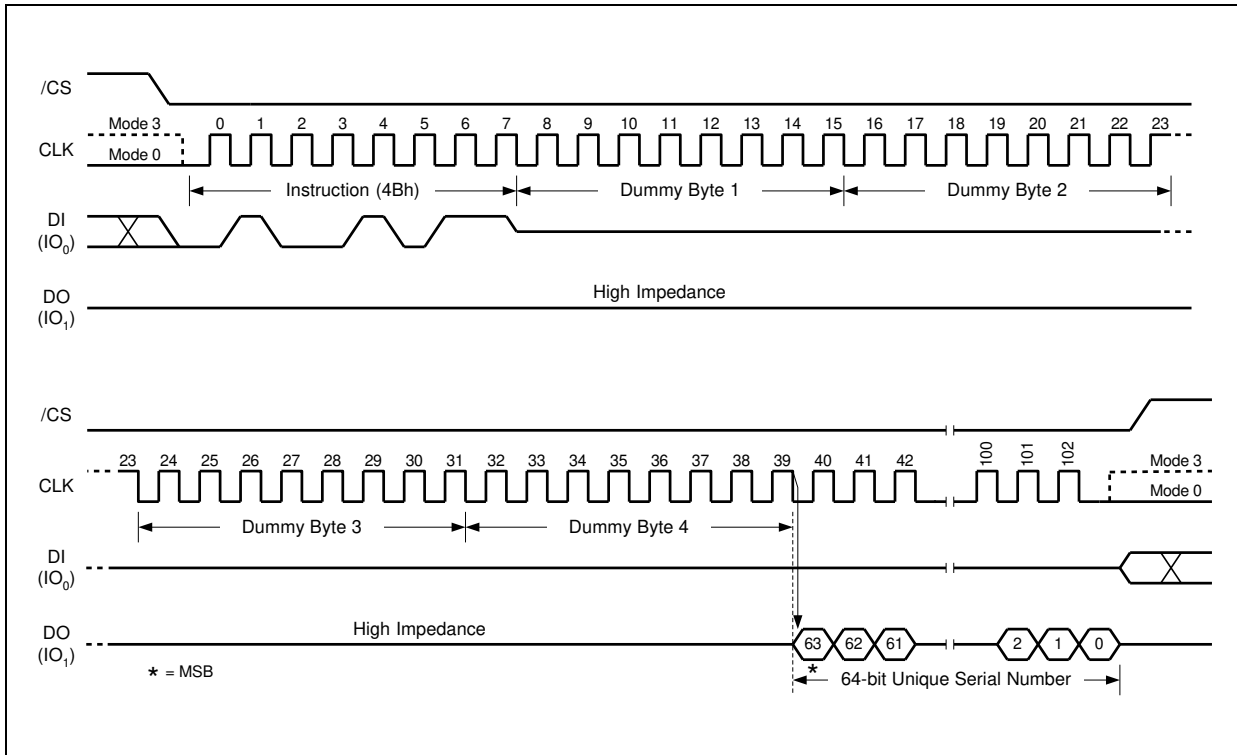 /CS
Mode 3
0 1 2 3 4 5 6 7 8 9 10 11 12 13 14 15 16 17 18 19 20 21 22 23
CLK
Mode 0
Instruction (4Bh)
Dummy Byte 1
Dummy Byte 2
DI
(IO0)
High Impedance
DO
(IO1)
/CS
23 24 25 26 27 28 29 30 31 32 33 34 35 36 37 38 39 40 41 42 100 101 102
Mode 3
CLK
Mode 0
Dummy Byte 3
Dummy Byte 4
DI
(IO0)
High Impedance
DO
(IO1)
63 62 61 2 1 0
* = MSB
*
64-bit Unique Serial Number